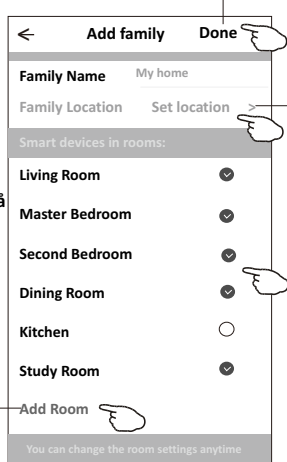 Add family Done
Family Name My home
Family Location Set location >
Smart devices in rooms:
Living Room
å
Master Bedroom
Second Bedroom
Dining Room
Kitchen
Study Room
Add Room
You can change the room settings anytime